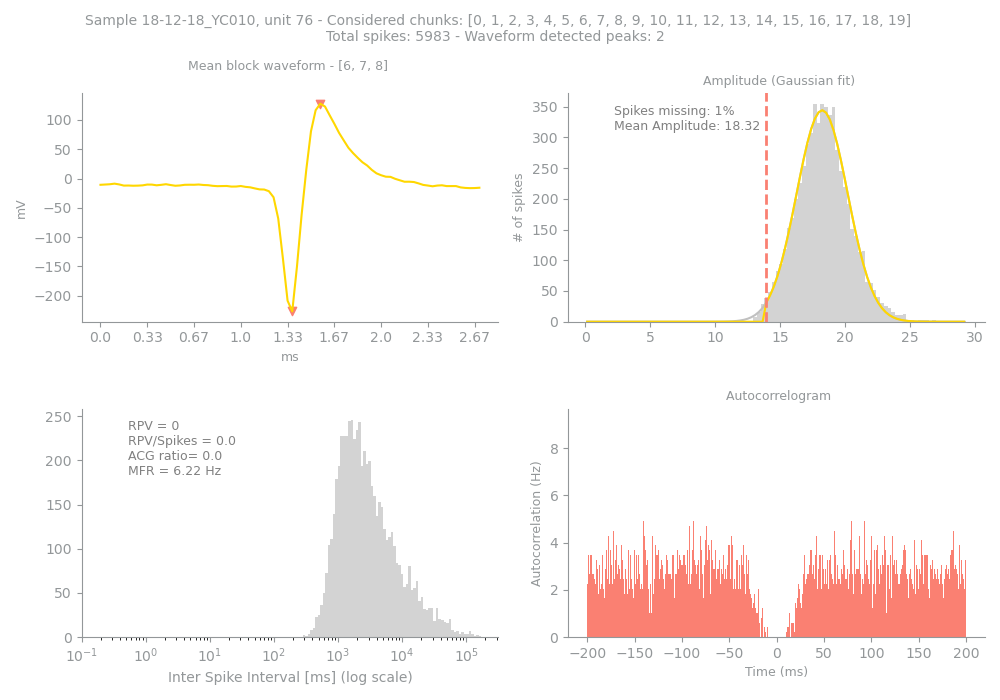 Sample 18-12-18_YC010, unit 76 - Considered chunks: [0, 1, 2, 3, 4, 5, 6, 7, 8, 9, 10, 11, 12, 13, 14, 15, 16, 17, 18, 19]
Total spikes: 5983 - Waveform detected peaks: 2
Mean block waveform - [6, 7, 8]
100
50
0
−50
−100
−150
−200
mV
0.0 0.33 0.67 1.0 1.33 1.67 2.0 2.33 2.67
ms
Amplitude (Gaussian fit)
Spikes missing: 1%
Mean Amplitude: 18.32
350
300
250
200
150
100
50
0
# of spikes
0 5 10 15 20 25 30
RPV = 0
RPV/Spikes = 0.0
ACG ratio= 0.0
MFR = 6.22 Hz
250
200
150
100
50
0
10⁻¹ 10⁰ 10¹ 10² 10³ 10⁴ 10⁵
Inter Spike Interval [ms] (log scale)
Autocorrelogram
8
6
4
2
0
Autocorrelation (Hz)
−200 −150 −100 −50 0 50 100 150 200
Time (ms)